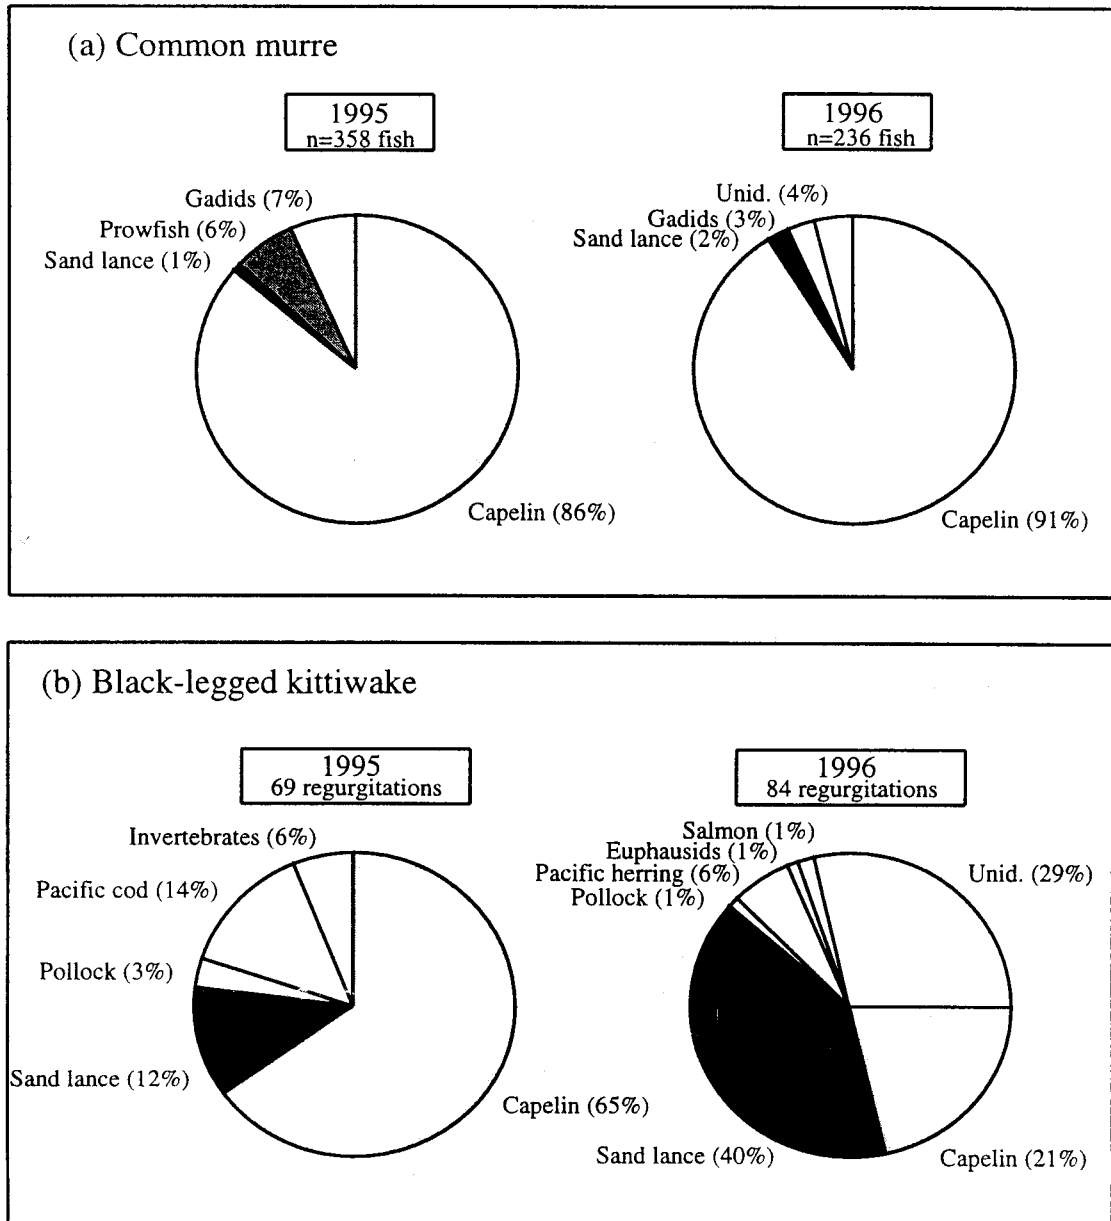 (a) Common murre
1995
n=358 fish
Gadids (7%)
Prowfish (6%)
Sand lance (1%)
Capelin (86%)
1996
n=236 fish
Unid. (4%)
Gadids (3%)
Sand lance (2%)
Capelin (91%)
(b) Black-legged kittiwake
1995
69 regurgitations
Invertebrates (6%)
Pacific cod (14%)
Pollock (3%)
Sand lance (12%)
Capelin (65%)
1996
84 regurgitations
Salmon (1%)
Euphausids (1%)
Pacific herring (6%)
Pollock (1%)
Unid. (29%)
Sand lance (40%)
Capelin (21%)